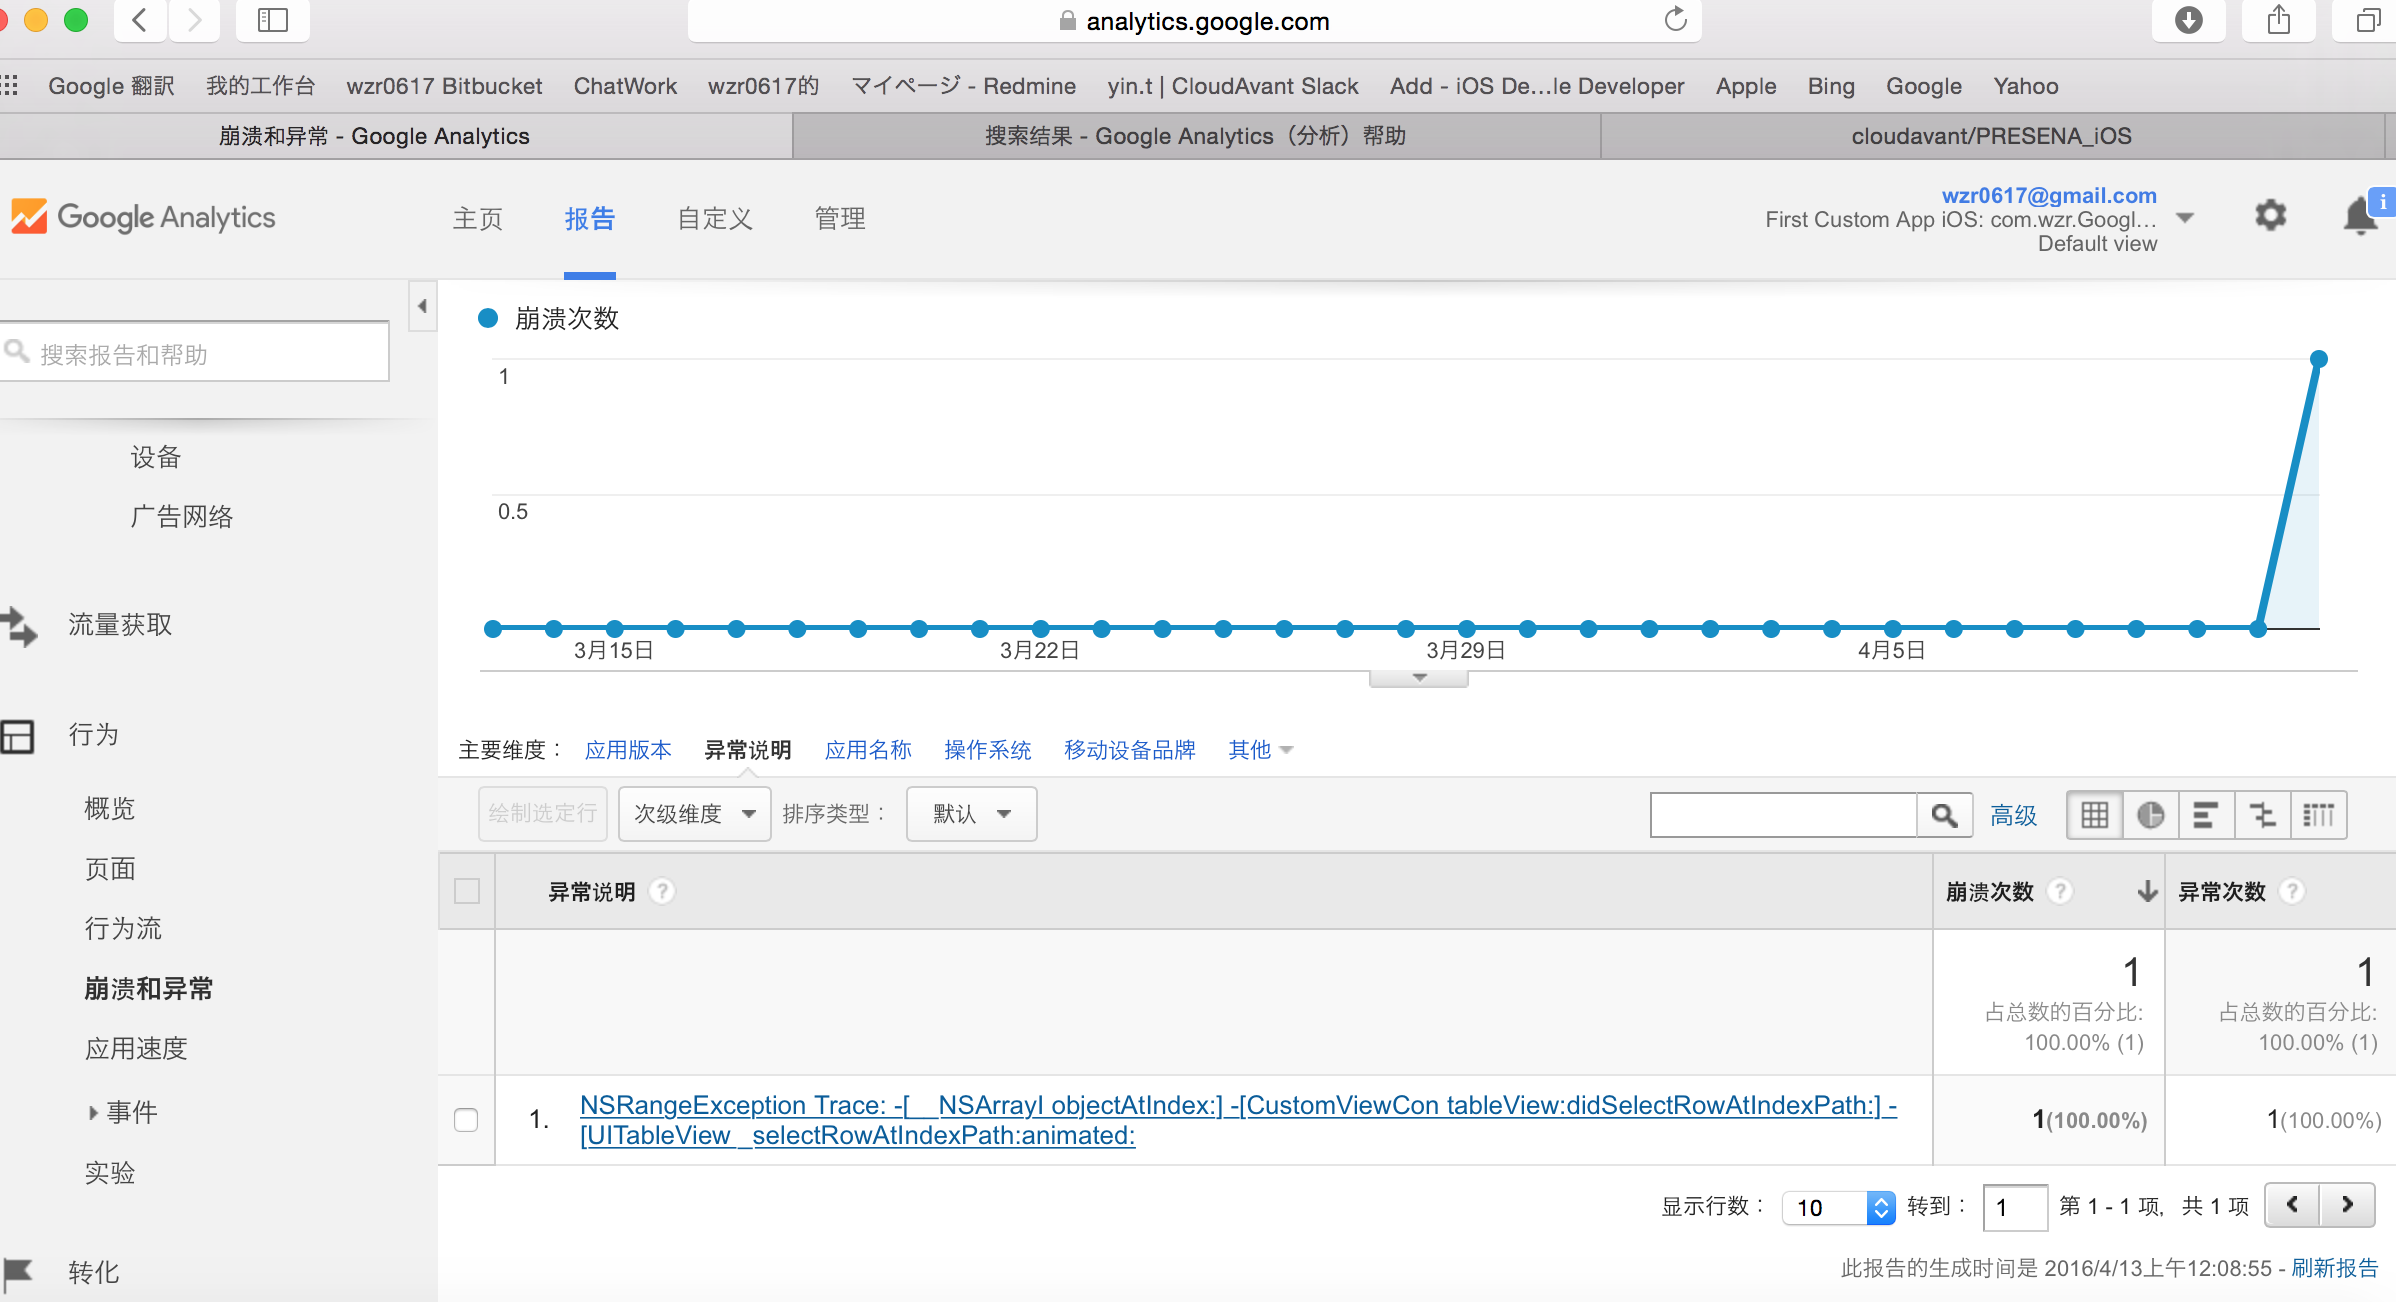 analytics.google.com
Google 翻訳 我的工作台 wzr0617 Bitbucket ChatWork wzr0617的 マイページ - Redmine yin.t | CloudAvant Slack Add - iOS De...le Developer Apple Bing Google Yahoo
崩溃和异常 - Google Analytics 搜索结果 - Google Analytics（分析）帮助 cloudavant/PRESENA_iOS
Google Analytics 主页 报告 自定义 管理
wzr0617@gmail.com
First Custom App iOS: com.wzr.Googl...
Default view
i
搜索报告和帮助
设备
广告网络
流量获取
行为
概览
页面
行为流
崩溃和异常
应用速度
事件
实验
转化
崩溃次数
1
0.5
3月15日 3月22日 3月29日 4月5日
主要维度： 应用版本 异常说明 应用名称 操作系统 移动设备品牌 其他
绘制选定行 次级维度 排序类型： 默认 高级
异常说明 ? 崩溃次数 ? 异常次数 ?
1 1
占总数的百分比: 占总数的百分比:
100.00% (1) 100.00% (1)
1. NSRangeException Trace: -[__NSArrayI objectAtIndex:] -[CustomViewCon tableView:didSelectRowAtIndexPath:] -
[UITableView _selectRowAtIndexPath:animated:
1(100.00%) 1(100.00%)
显示行数： 10 转到： 1 第 1 - 1 项, 共 1 项
此报告的生成时间是 2016/4/13上午12:08:55 - 刷新报告